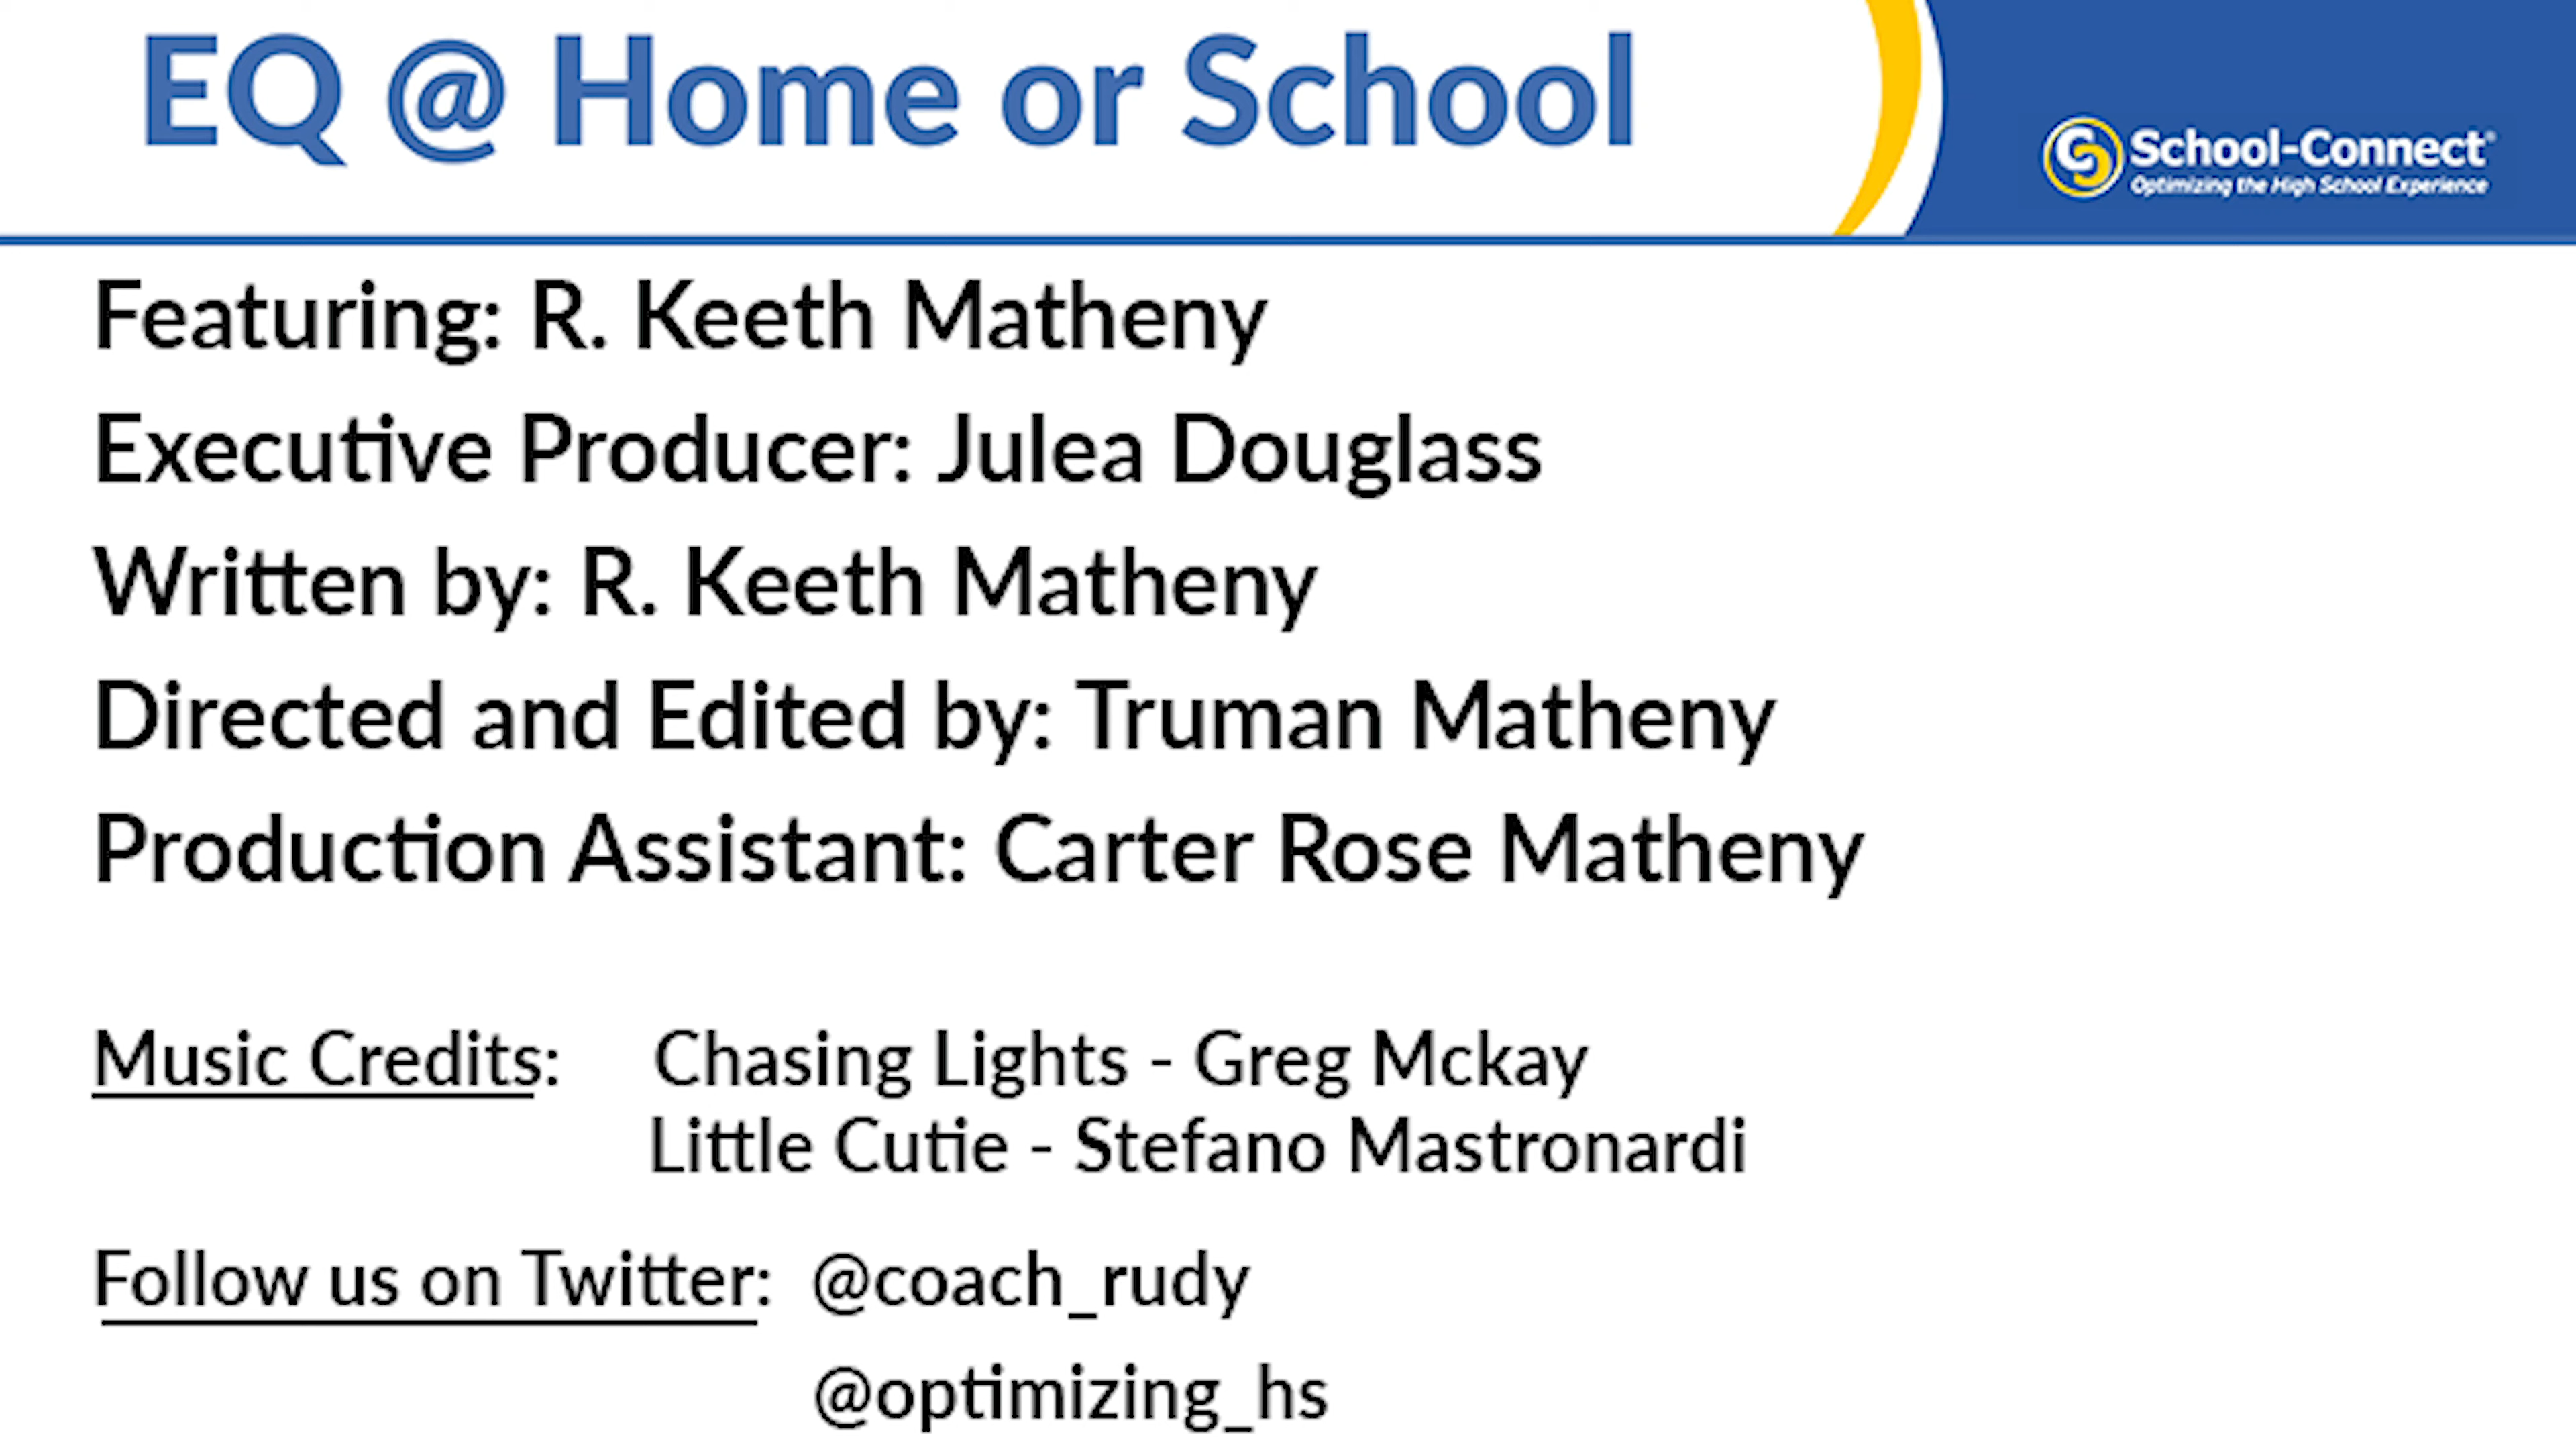 EQ @ Home or School
School-Connect®
Optimizing the High School Experience
Featuring: R. Keeth Matheny
Executive Producer: Julea Douglass
Written by: R. Keeth Matheny
Directed and Edited by: Truman Matheny
Production Assistant: Carter Rose Matheny
Music Credits: Chasing Lights - Greg Mckay
Little Cutie - Stefano Mastronardi
Follow us on Twitter: @coach_rudy
@optimizing_hs